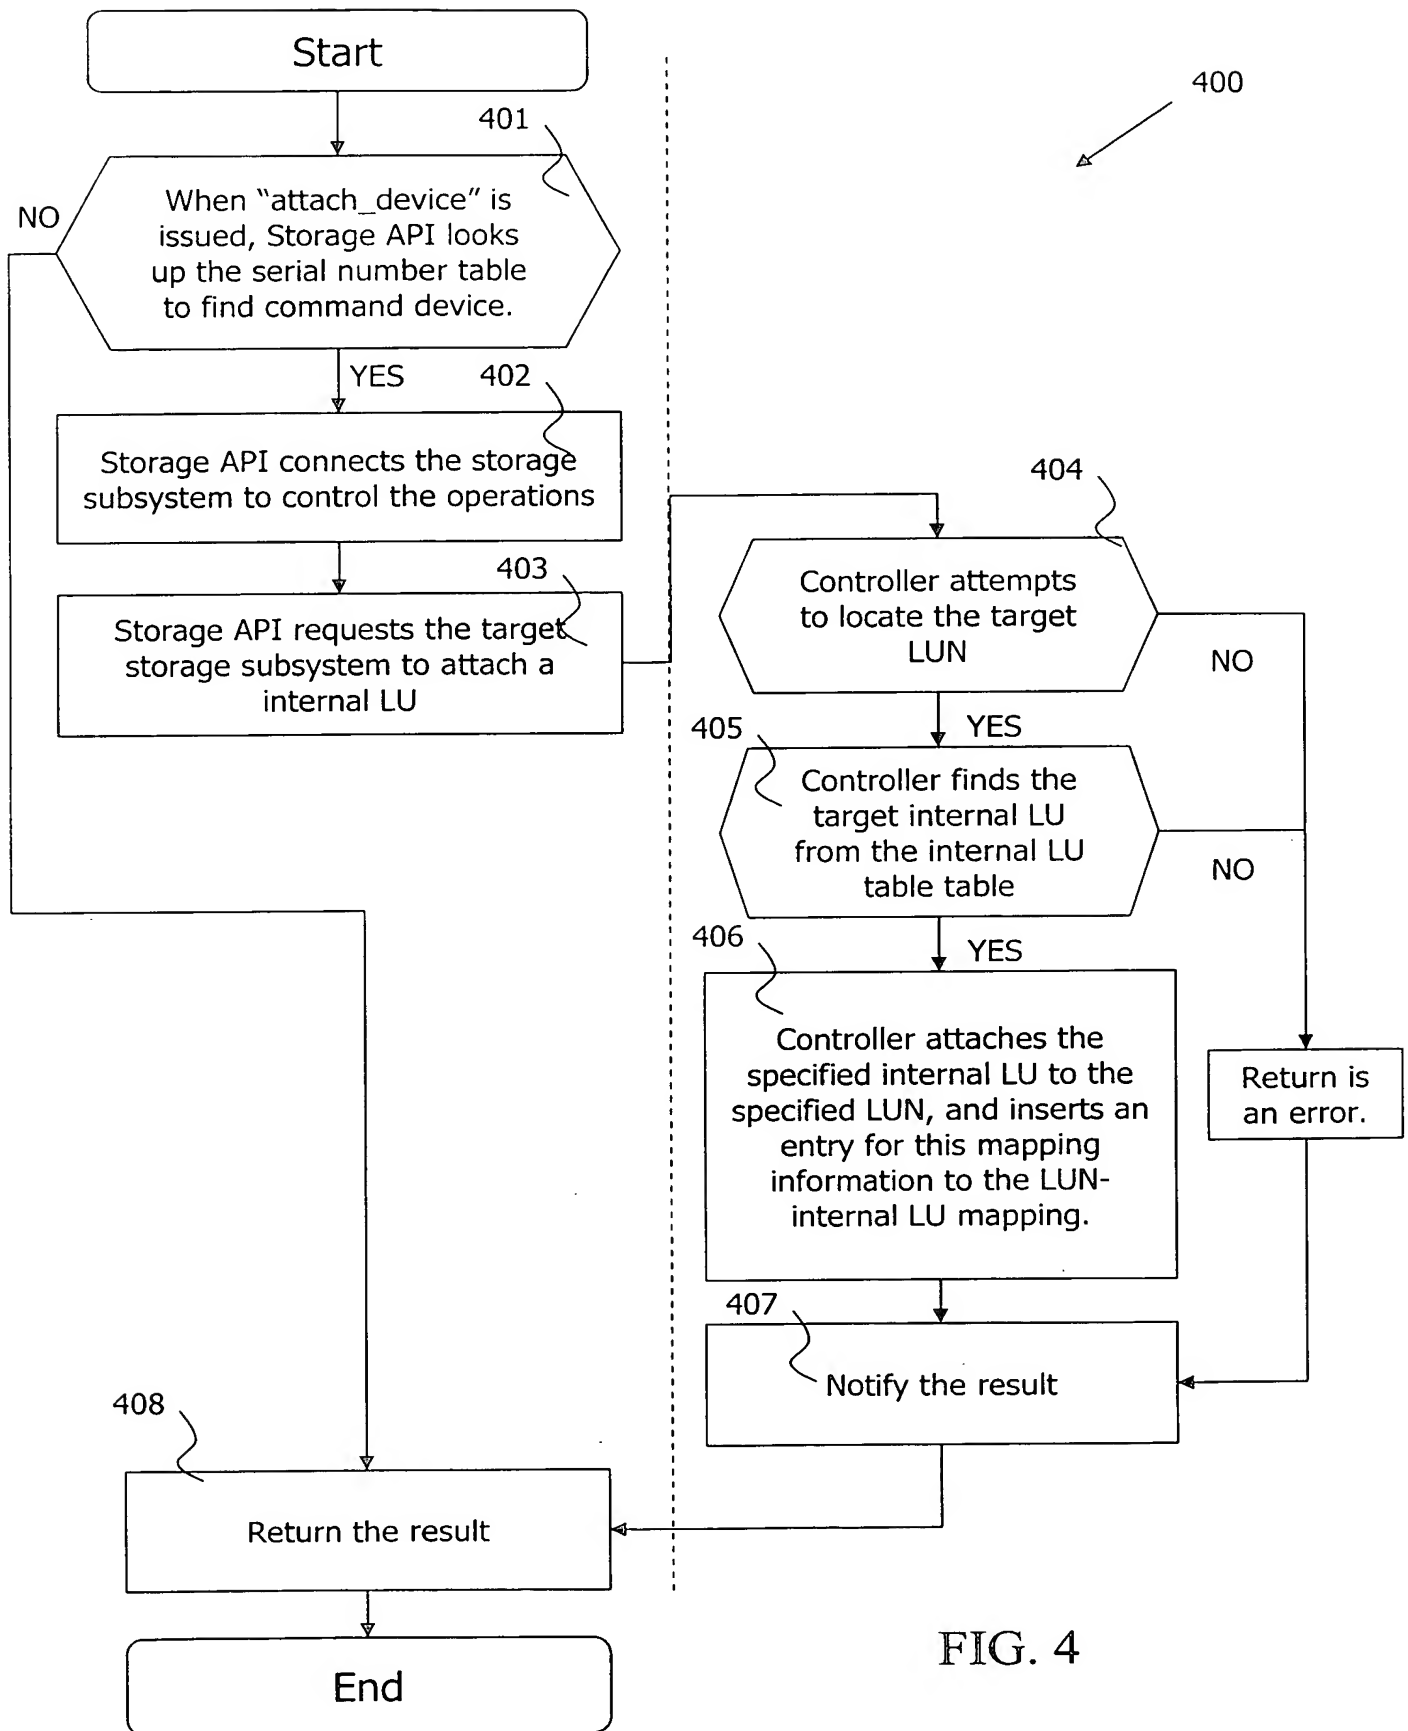 Start
400
401
When “attach_device” is
issued, Storage API looks
up the serial number table
to find command device.
NO
YES
402
Storage API connects the storage
subsystem to control the operations
403
Storage API requests the target
storage subsystem to attach a
internal LU
404
Controller attempts
to locate the target
LUN
NO
YES
405
Controller finds the
target internal LU
from the internal LU
table table
NO
YES
406
Controller attaches the
specified internal LU to the
specified LUN, and inserts an
entry for this mapping
information to the LUN-
internal LU mapping.
Return is
an error.
407
Notify the result
408
Return the result
End
FIG. 4